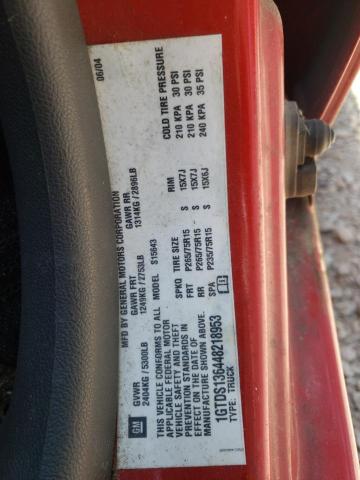 GM
MFD BY GENERAL MOTORS CORPORATION
06/04
GVWR GAWR FRT GAWR RR
2404KG / 5300LB 1249KG / 2753LB 1314KG / 2896LB
THIS VEHICLE CONFORMS TO ALL
APPLICABLE FEDERAL MOTOR
VEHICLE SAFETY AND THEFT
PREVENTION STANDARDS IN
EFFECT ON THE DATE OF
MANUFACTURE SHOWN ABOVE.
1GTDS136448218953
TYPE: TRUCK
MODEL: S15643
SPKO TIRE SIZE RIM COLD TIRE PRESSURE
FRT P265/75R15 S 15X7J 210 KPA 30 PSI
RR P265/75R15 S 15X7J 210 KPA 30 PSI
SPA P235/75R15 S 15X6J 240 KPA 35 PSI